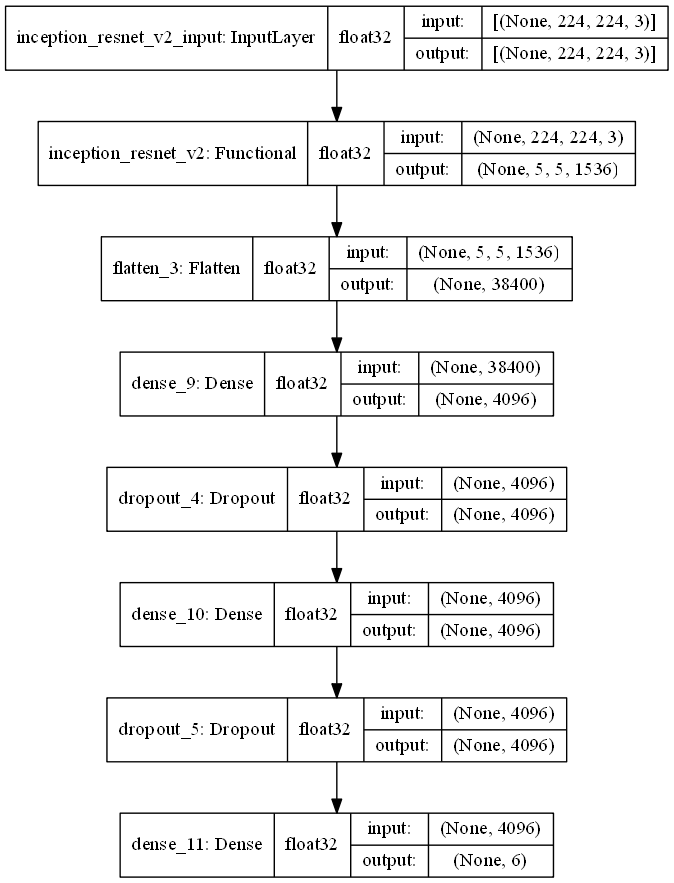 inception_resnet_v2_input: InputLayer float32 input: [(None, 224, 224, 3)]
output: [(None, 224, 224, 3)]
inception_resnet_v2: Functional float32 input: (None, 224, 224, 3)
output: (None, 5, 5, 1536)
flatten_3: Flatten float32 input: (None, 5, 5, 1536)
output: (None, 38400)
dense_9: Dense float32 input: (None, 38400)
output: (None, 4096)
dropout_4: Dropout float32 input: (None, 4096)
output: (None, 4096)
dense_10: Dense float32 input: (None, 4096)
output: (None, 4096)
dropout_5: Dropout float32 input: (None, 4096)
output: (None, 4096)
dense_11: Dense float32 input: (None, 4096)
output: (None, 6)